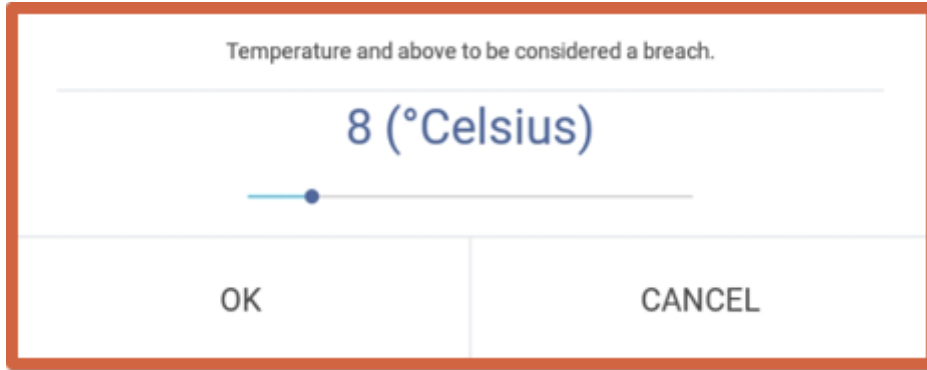 Temperature and above to be considered a breach.
8 (°Celsius)
OK
CANCEL